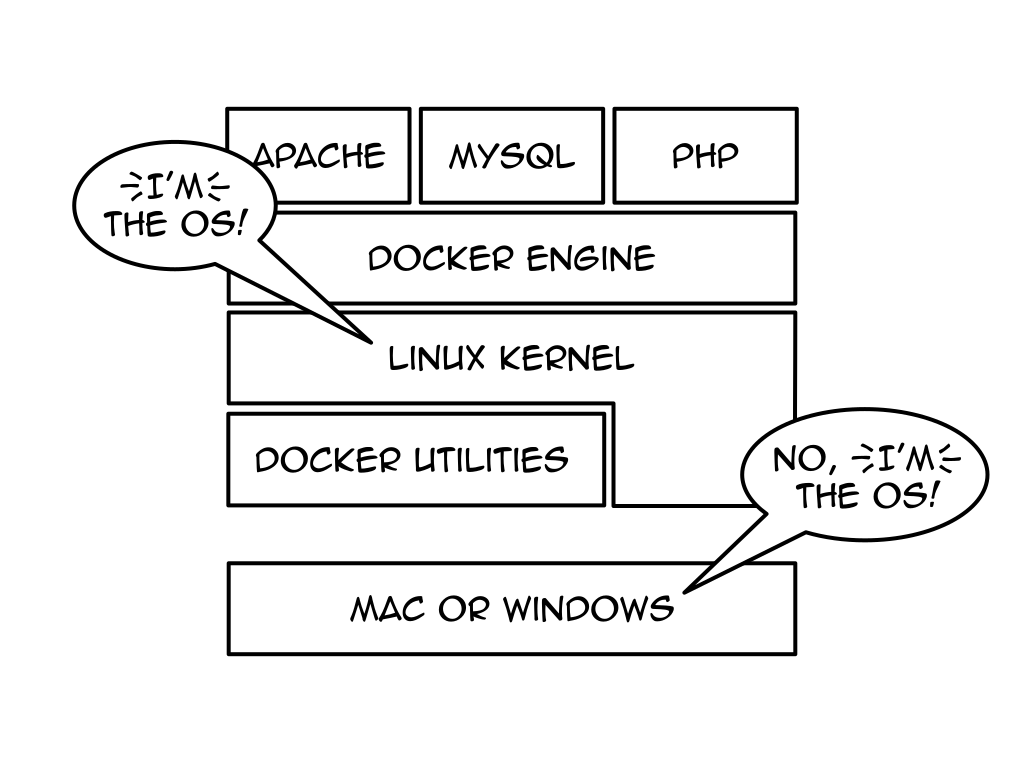 APACHE
MYSQL
PHP
I'M
THE OS!
DOCKER ENGINE
LINUX KERNEL
DOCKER UTILITIES
NO, I'M
THE OS!
MAC OR WINDOWS